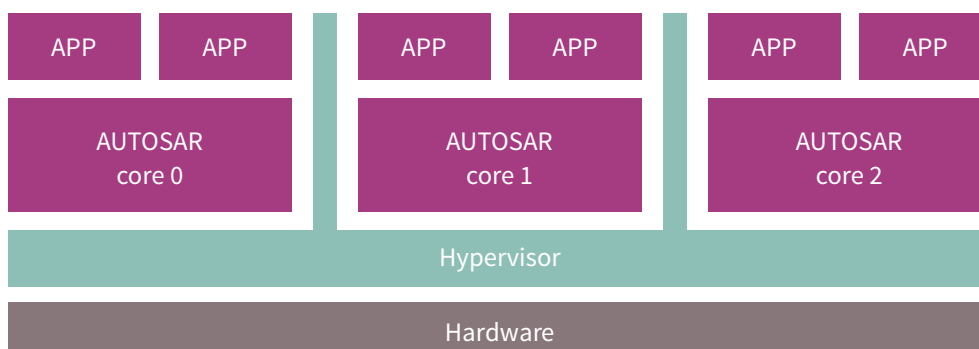 APP
APP
APP
APP
APP
APP
AUTOSAR
core 0
AUTOSAR
core 1
AUTOSAR
core 2
Hypervisor
Hardware